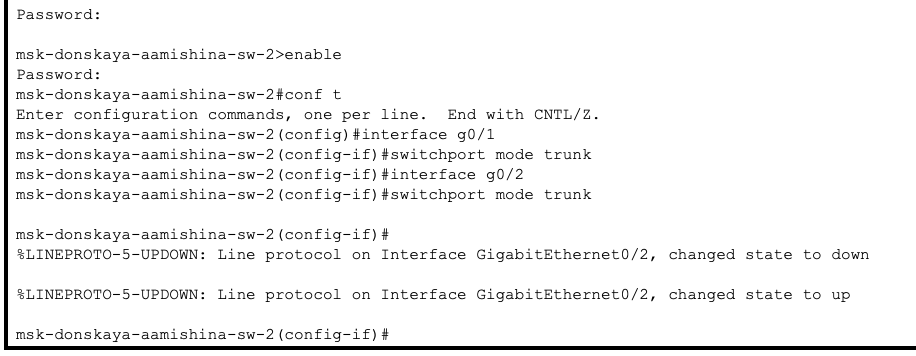 Password:
msk-donskaya-aamishina-sw-2>enable
Password:
msk-donskaya-aamishina-sw-2#conf t
Enter configuration commands, one per line.  End with CNTL/Z.
msk-donskaya-aamishina-sw-2(config)#interface g0/1
msk-donskaya-aamishina-sw-2(config-if)#switchport mode trunk
msk-donskaya-aamishina-sw-2(config-if)#interface g0/2
msk-donskaya-aamishina-sw-2(config-if)#switchport mode trunk
msk-donskaya-aamishina-sw-2(config-if)#
%LINEPROTO-5-UPDOWN: Line protocol on Interface GigabitEthernet0/2, changed state to down
%LINEPROTO-5-UPDOWN: Line protocol on Interface GigabitEthernet0/2, changed state to up
msk-donskaya-aamishina-sw-2(config-if)#